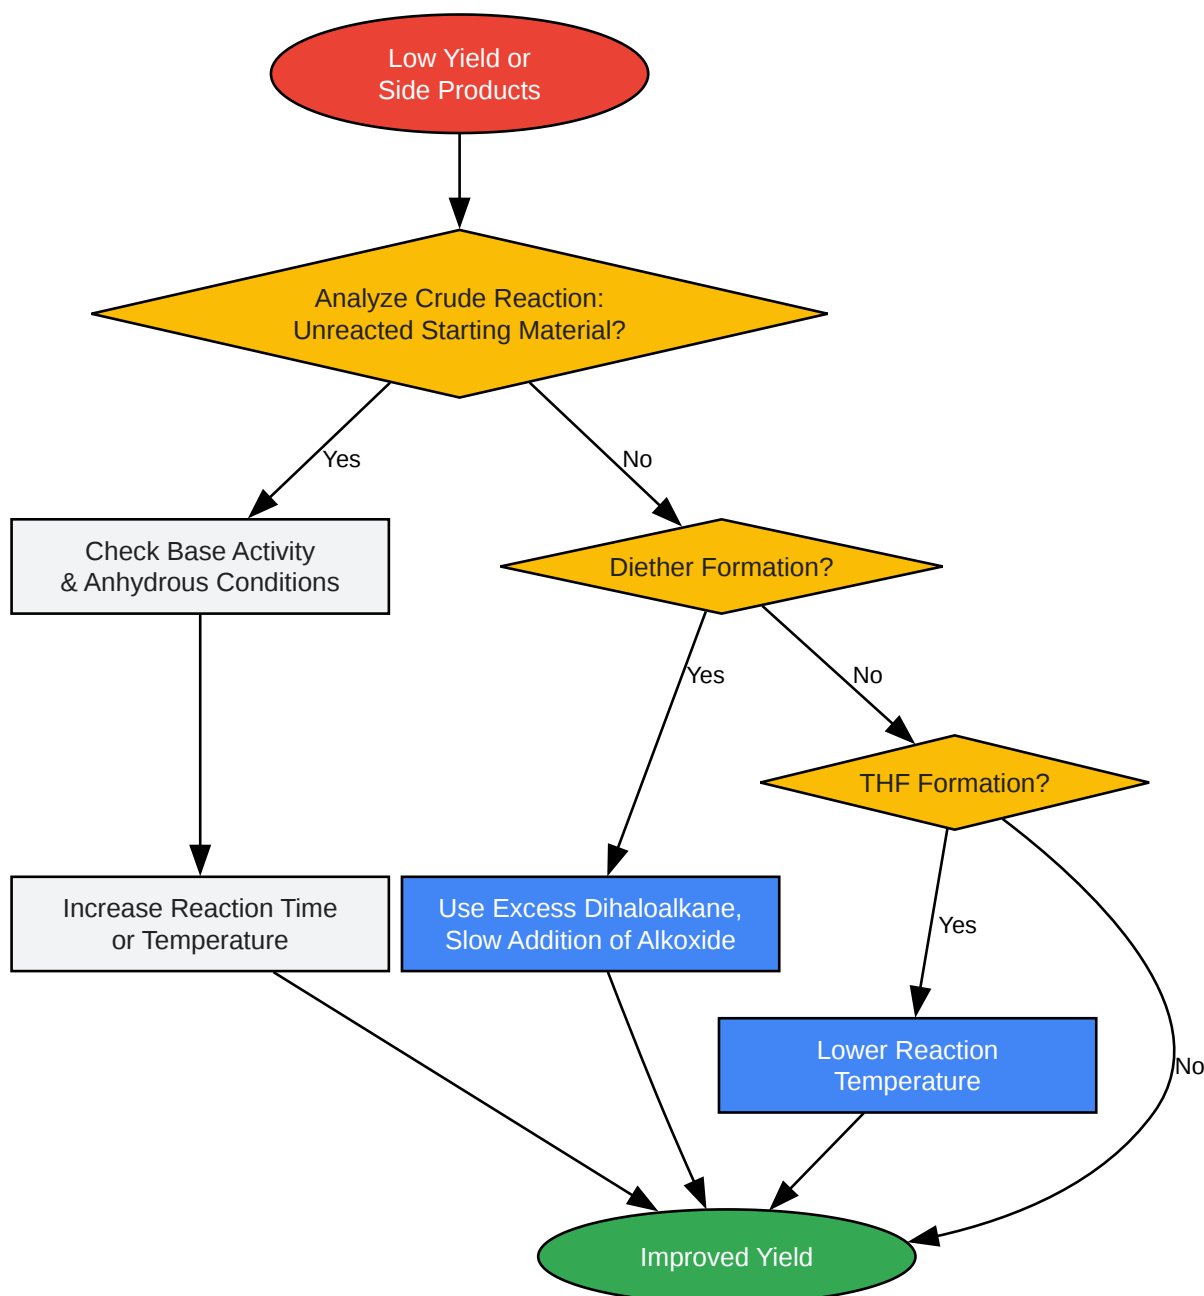 Low Yield or
Side Products
Analyze Crude Reaction:
Unreacted Starting Material?
Yes
No
Check Base Activity
& Anhydrous Conditions
Diether Formation?
Yes
No
THF Formation?
Increase Reaction Time
or Temperature
Use Excess Dihaloalkane,
Slow Addition of Alkoxide
Yes
Lower Reaction
Temperature
No
Improved Yield